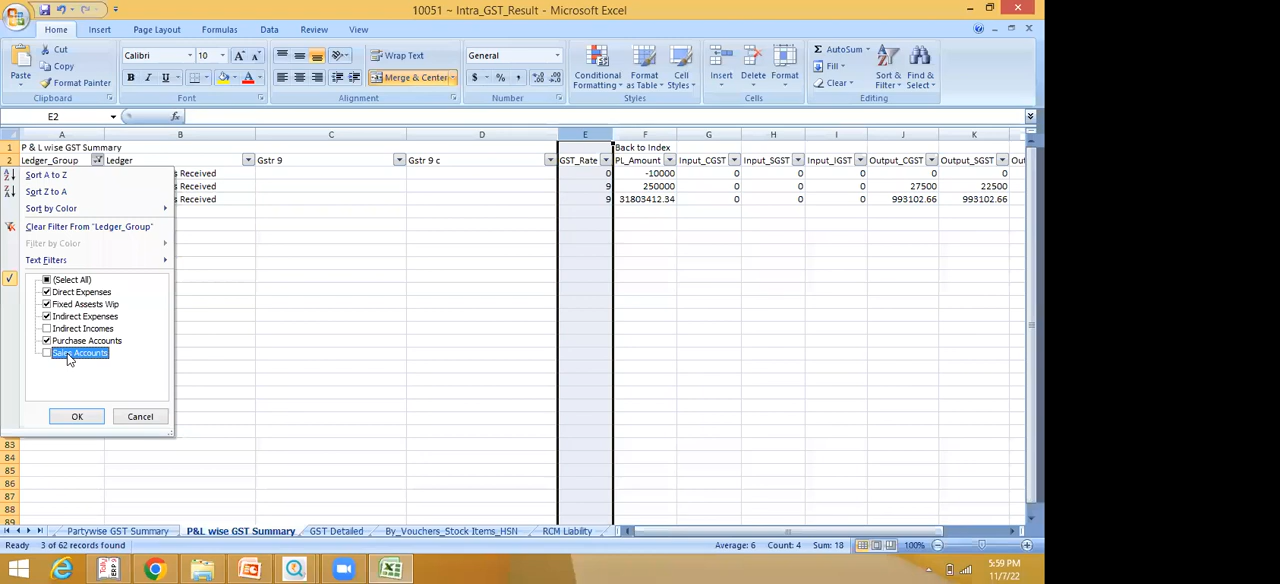 10051 ~ Intra_GST_Result - Microsoft Excel
Home Insert Page Layout Formulas Data Review View
Cut
Copy
Format Painter
Paste
Clipboard
Calibri 10
B I U
Font
Wrap Text
Merge & Center
Alignment
General
$ % ,
Number
Conditional Formatting
Format as Table
Cell Styles
Styles
Insert Delete Format
Cells
AutoSum
Fill
Clear
Sort & Filter
Find & Select
Editing
E2
A B C D E F G H I J K
1 P & L wise GST Summary Back to Index
2 Ledger_Group Ledger Gstr 9 Gstr 9 c GST_Rate PL_Amount Input_CGST Input_SGST Input_IGST Output_CGST Output_SGST
s Received 0 -10000 0 0 0 0 0
s Received 9 250000 0 0 0 27500 22500
s Received 9 31803412.34 0 0 0 993102.66 993102.66
Sort A to Z
Sort Z to A
Sort by Color
Clear Filter From "Ledger_Group"
Filter by Color
Text Filters
(Select All)
Direct Expenses
Fixed Assests Wip
Indirect Expenses
Indirect Incomes
Purchase Accounts
Sales Accounts
OK Cancel
83
84
85
86
87
88
89
Partywise GST Summary P&L wise GST Summary GST Detailed By_Vouchers_Stock Items_HSN RCM Liability
Ready 3 of 62 records found Average: 6 Count: 4 Sum: 18 100%
5:59 PM
11/7/22